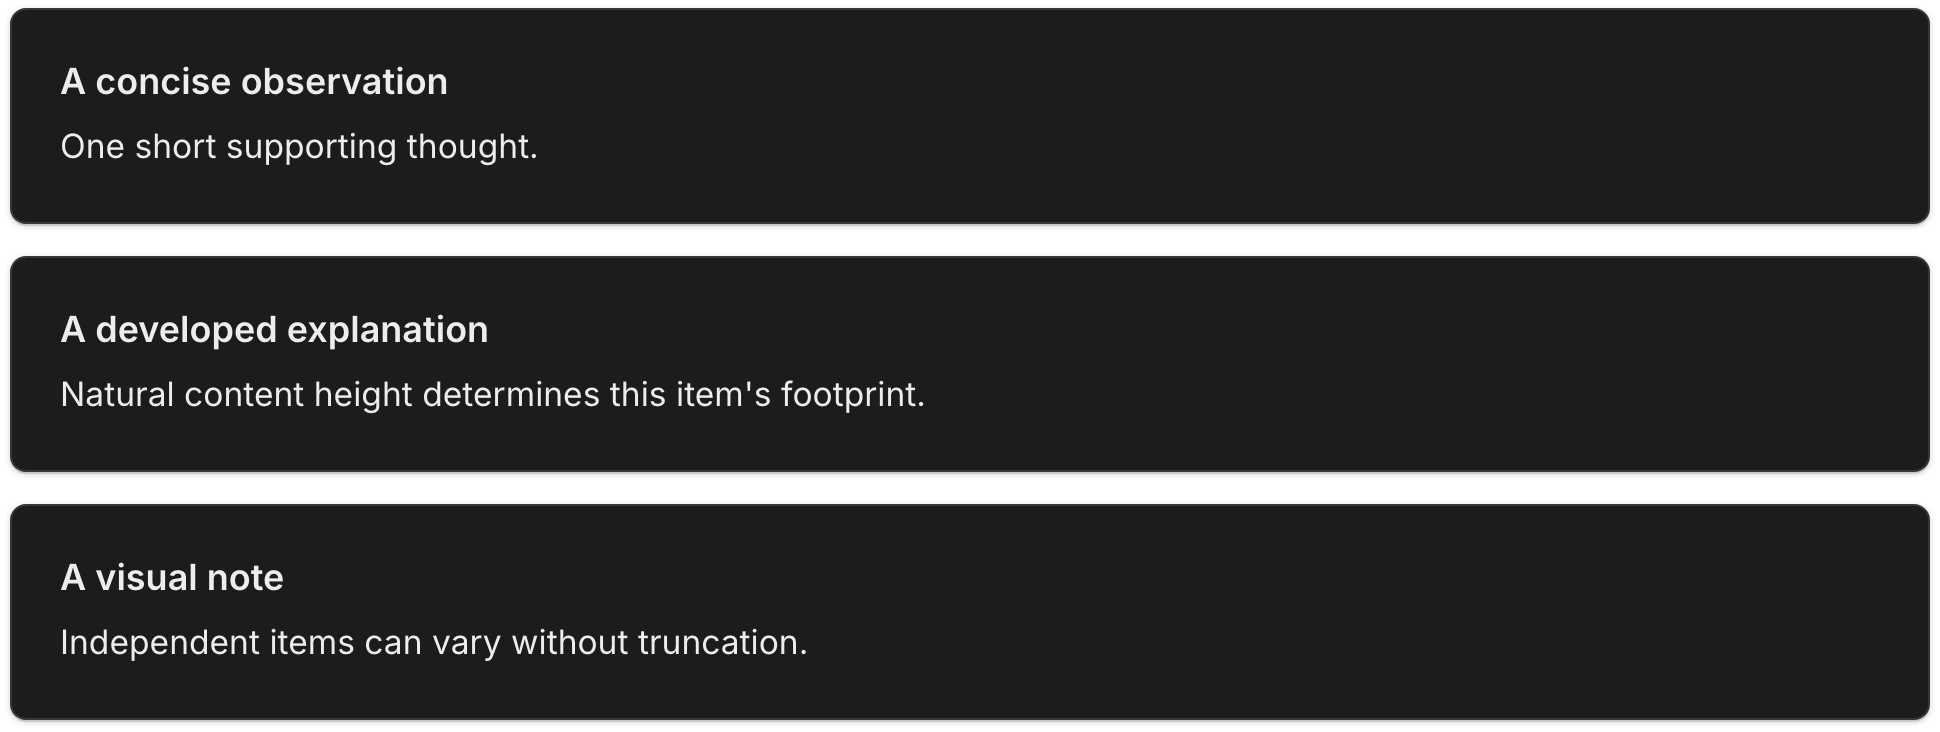 A concise observation
One short supporting thought.
A developed explanation
Natural content height determines this item's footprint.
A visual note
Independent items can vary without truncation.